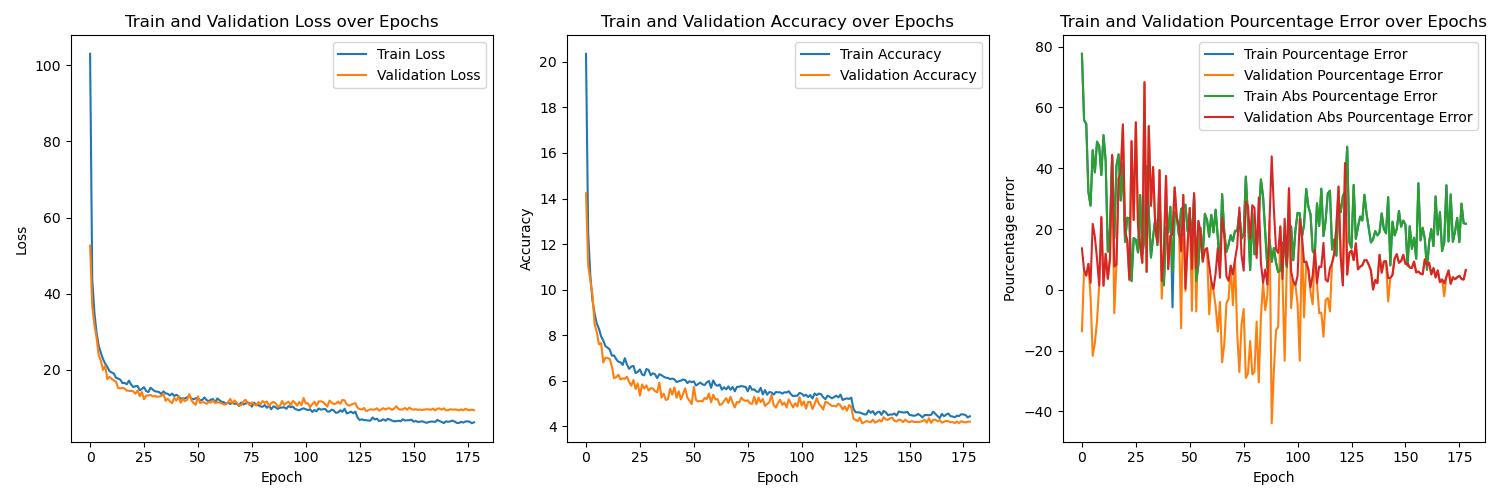 Train and Validation Loss over Epochs
Train Loss
Validation Loss
100
80
60
40
20
Loss
0
25
50
75
100
125
150
175
Epoch
Train and Validation Accuracy over Epochs
Train Accuracy
Validation Accuracy
20
18
16
14
12
10
8
6
4
Accuracy
0
25
50
75
100
125
150
175
Epoch
Train and Validation Pourcentage Error over Epochs
Train Pourcentage Error
Validation Pourcentage Error
Train Abs Pourcentage Error
Validation Abs Pourcentage Error
80
60
40
20
0
−20
−40
Pourcentage error
0
25
50
75
100
125
150
175
Epoch